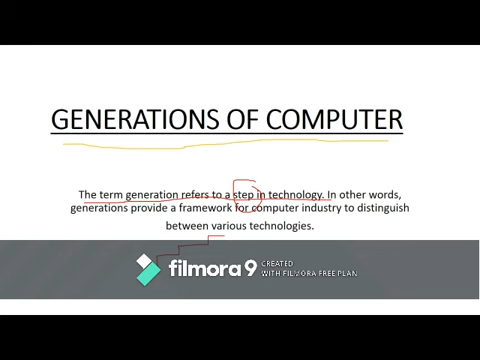 GENERATIONS OF COMPUTER
The term generation refers to a step in technology. In other words,
generations provide a framework for computer industry to distinguish
between various technologies.
filmora 9
CREATED
WITH FILMORA FREE PLAN